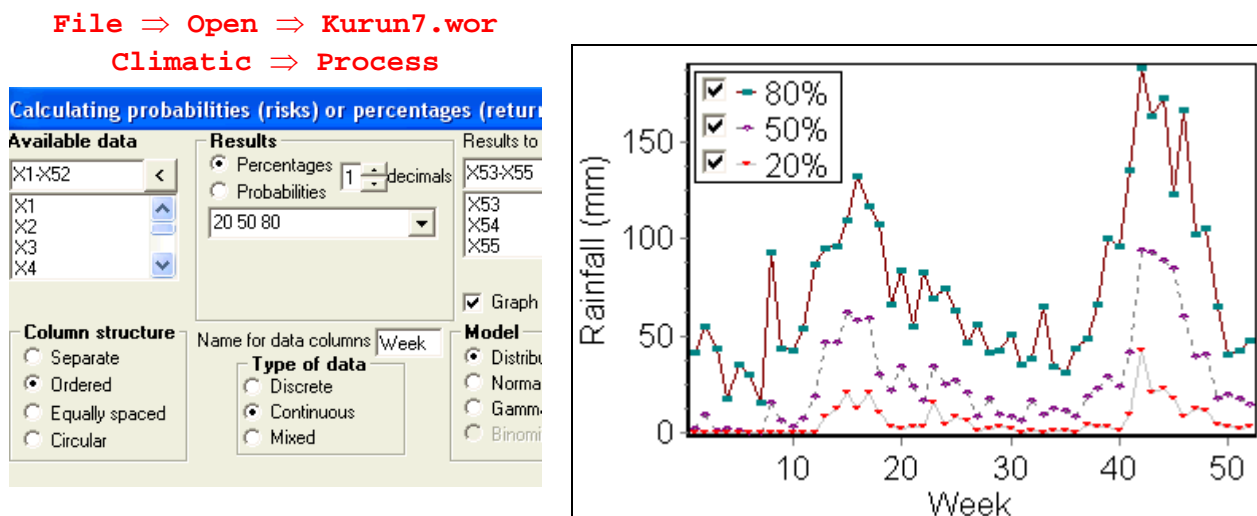 File ⇒ Open ⇒ Kurun7.wor
Climatic ⇒ Process
Calculating probabilities (risks) or percentages (return
Available data
X1-X52
<
X1
X2
X3
X4
Results
Percentages
1
decimals
Probabilities
20 50 80
Results to
X53-X55
X53
X54
X55
Graph
Column structure
Separate
Ordered
Equally spaced
Circular
Name for data columns
Week
Type of data
Discrete
Continuous
Mixed
Model
Distribu
Norma
Gamm
Binomi
80%
50%
20%
Rainfall (mm)
150
100
50
0
10
20
30
40
50
Week